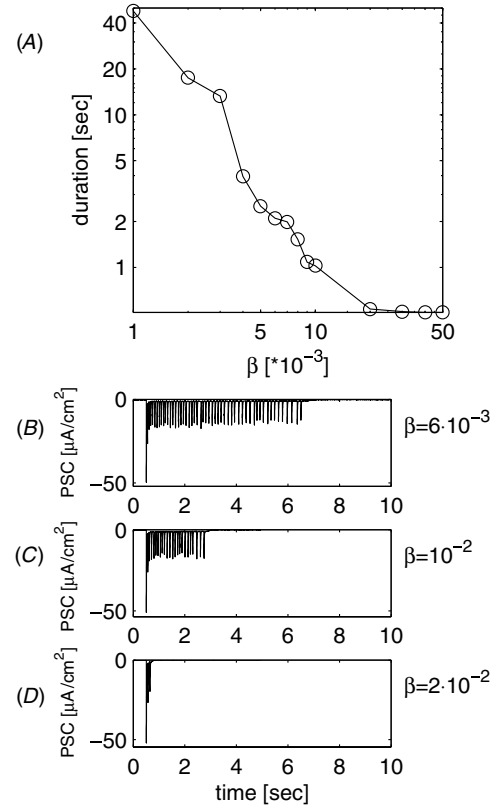 (A)
duration [sec]
40
20
10
5
2
1
1
5
10
50
β [*10⁻³]
(B)
PSC [μA/cm²]
0
−50
0 2 4 6 8 10
β=6·10⁻³
(C)
PSC [μA/cm²]
0
−50
0 2 4 6 8 10
β=10⁻²
(D)
PSC [μA/cm²]
0
−50
0 2 4 6 8 10
β=2·10⁻²
time [sec]